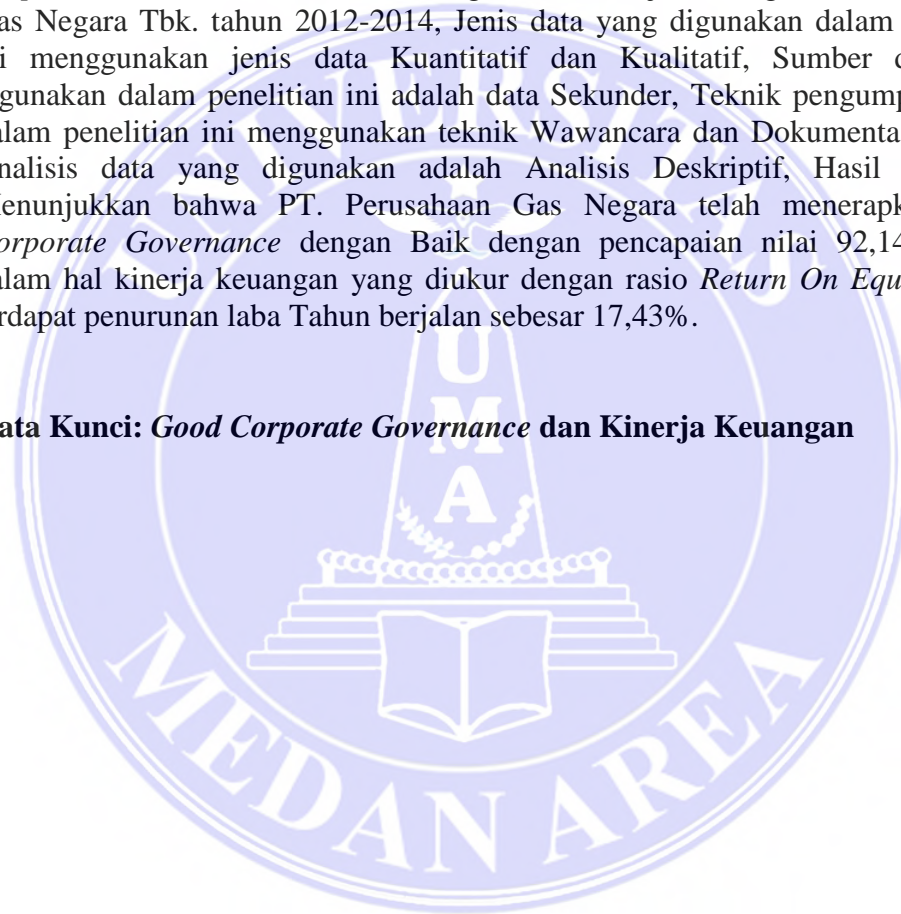 as Negara Tbk. tahun 2012-2014, Jenis data yang digunakan dalam
i menggunakan jenis data Kuantitatif dan Kualitatif, Sumber d
gunakan dalam penelitian ini adalah data Sekunder, Teknik pengump
alam penelitian ini menggunakan teknik Wawancara dan Dokumenta
nalisis data yang digunakan adalah Analisis Deskriptif, Hasil
enunjukkan bahwa PT. Perusahaan Gas Negara telah menerapk
orporate Governance dengan Baik dengan pencapaian nilai 92,14
alam hal kinerja keuangan yang diukur dengan rasio Return On Equ
rdapat penurunan laba Tahun berjalan sebesar 17,43%.
ata Kunci: Good Corporate Governance dan Kinerja Keuangan
UNIVERSITAS
UMA
MEDAN AREA